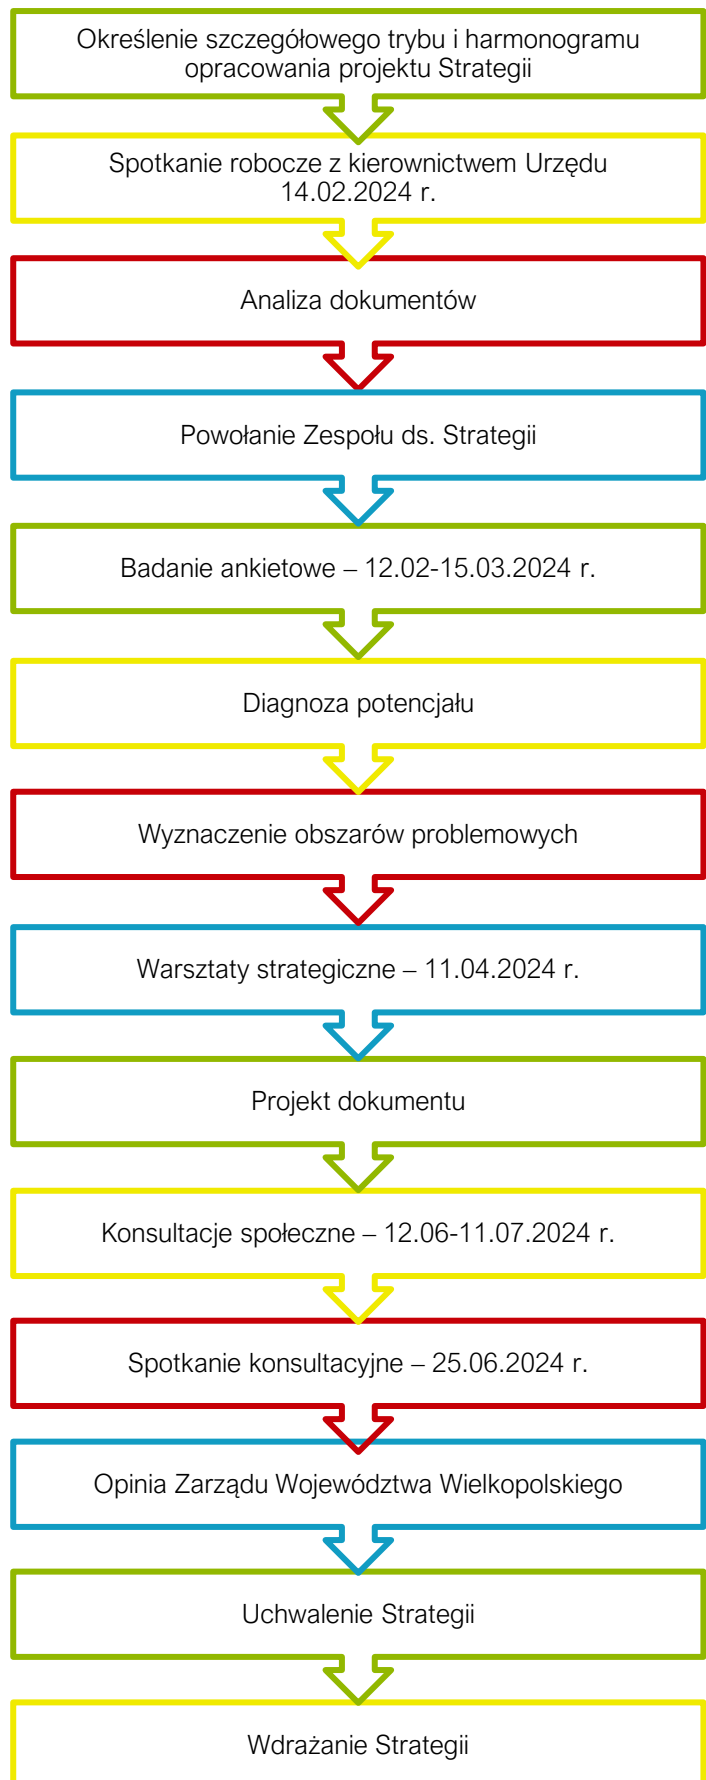 Określenie szczegółowego trybu i harmonogramu
opracowania projektu Strategii
Spotkanie robocze z kierownictwem Urzędu
14.02.2024 r.
Analiza dokumentów
Powołanie Zespołu ds. Strategii
Badanie ankietowe – 12.02-15.03.2024 r.
Diagnoza potencjału
Wyznaczenie obszarów problemowych
Warsztaty strategiczne – 11.04.2024 r.
Projekt dokumentu
Konsultacje społeczne – 12.06-11.07.2024 r.
Spotkanie konsultacyjne – 25.06.2024 r.
Opinia Zarządu Województwa Wielkopolskiego
Uchwalenie Strategii
Wdrażanie Strategii